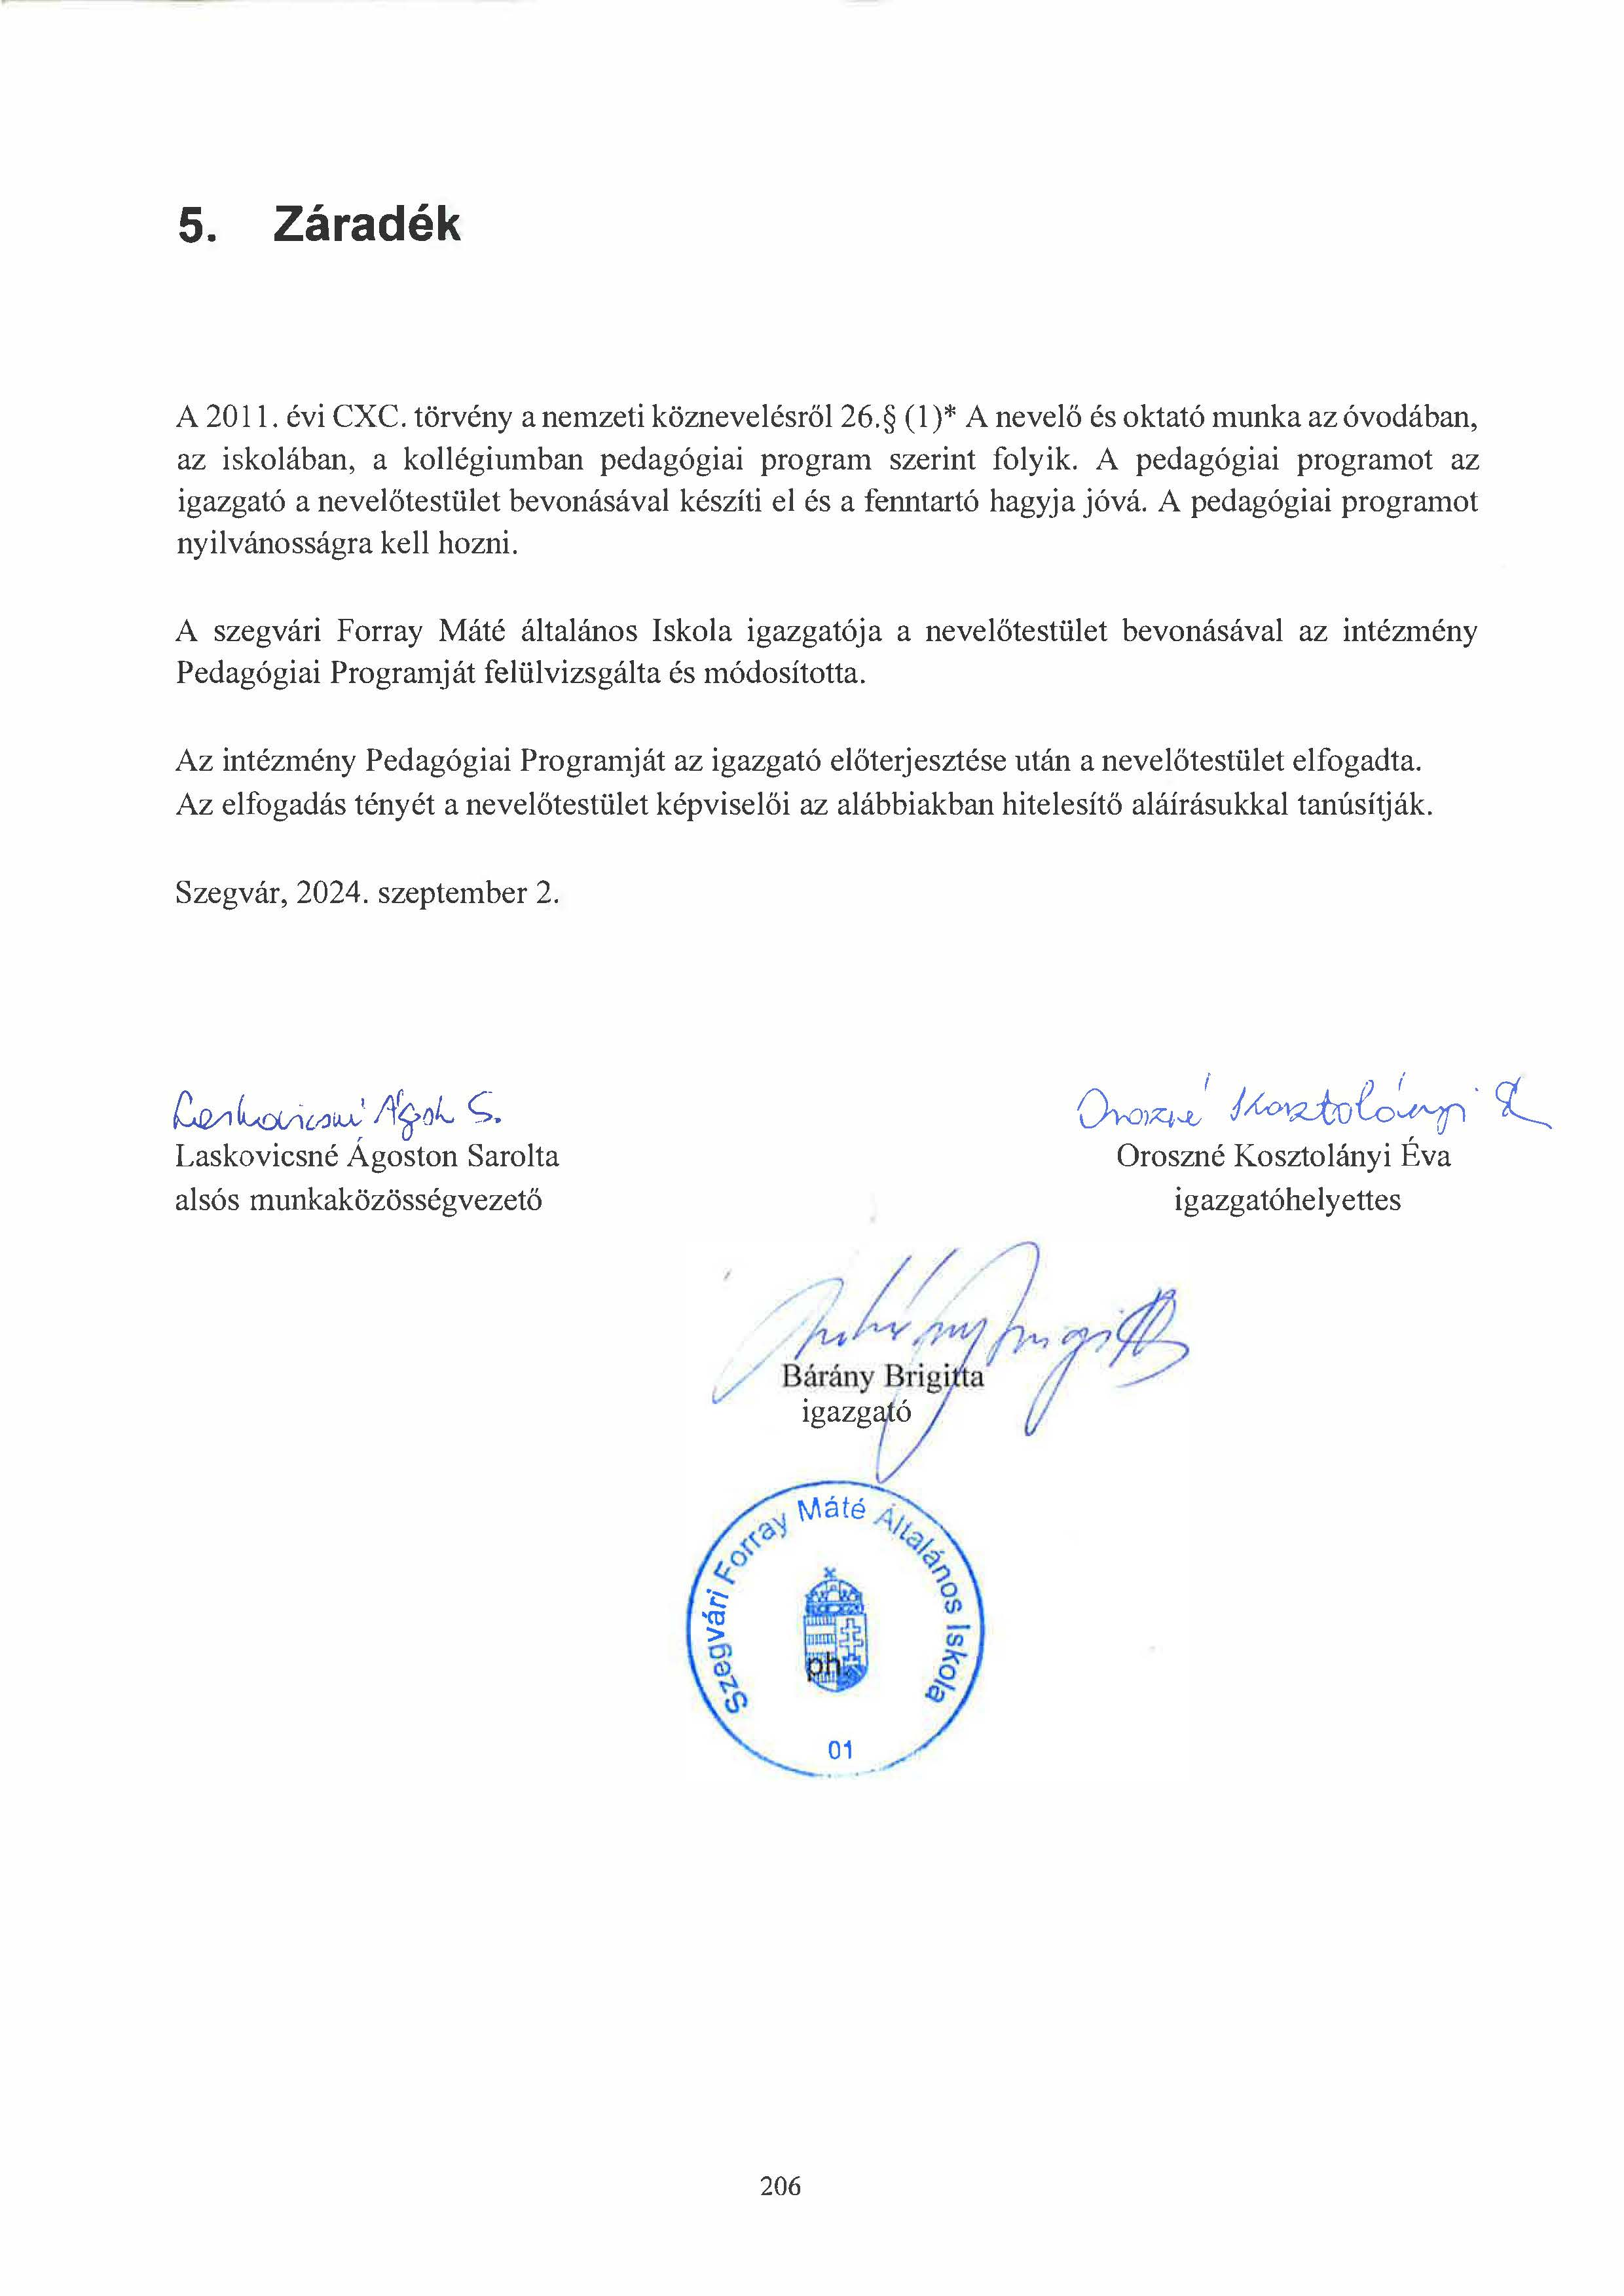 5. Záradék
A 2011. évi CXC. törvény a nemzeti köznevelésről 26.§ (1)* A nevelő és oktató munka az óvodában,
az iskolában, a kollégiumban pedagógiai program szerint folyik. A pedagógiai programot az
igazgató a nevelőtestület bevonásával készíti el és a fenntartó hagyja jóvá. A pedagógiai programot
nyilvánosságra kell hozni.
A szegvári Forray Máté általános Iskola igazgatója a nevelőtestület bevonásával az intézmény
Pedagógiai Programját felülvizsgálta és módosította.
Az intézmény Pedagógiai Programját az igazgató előterjesztése után a nevelőtestület elfogadta.
Az elfogadás tényét a nevelőtestület képviselői az alábbiakban hitelesítő aláírásukkal tanúsítják.
Szegvár, 2024. szeptember 2.
Laskovicsné Ágost S.
Oroszné Kosztolányi É
Laskovicsné Ágoston Sarolta
Oroszné Kosztolányi Éva
alsós munkaközösségvezető
igazgatóhelyettes
Bárány Brigitta
Bárány Brigitta
igazgató
Szegvári Forray Máté Általános Iskola
ph.
01
206